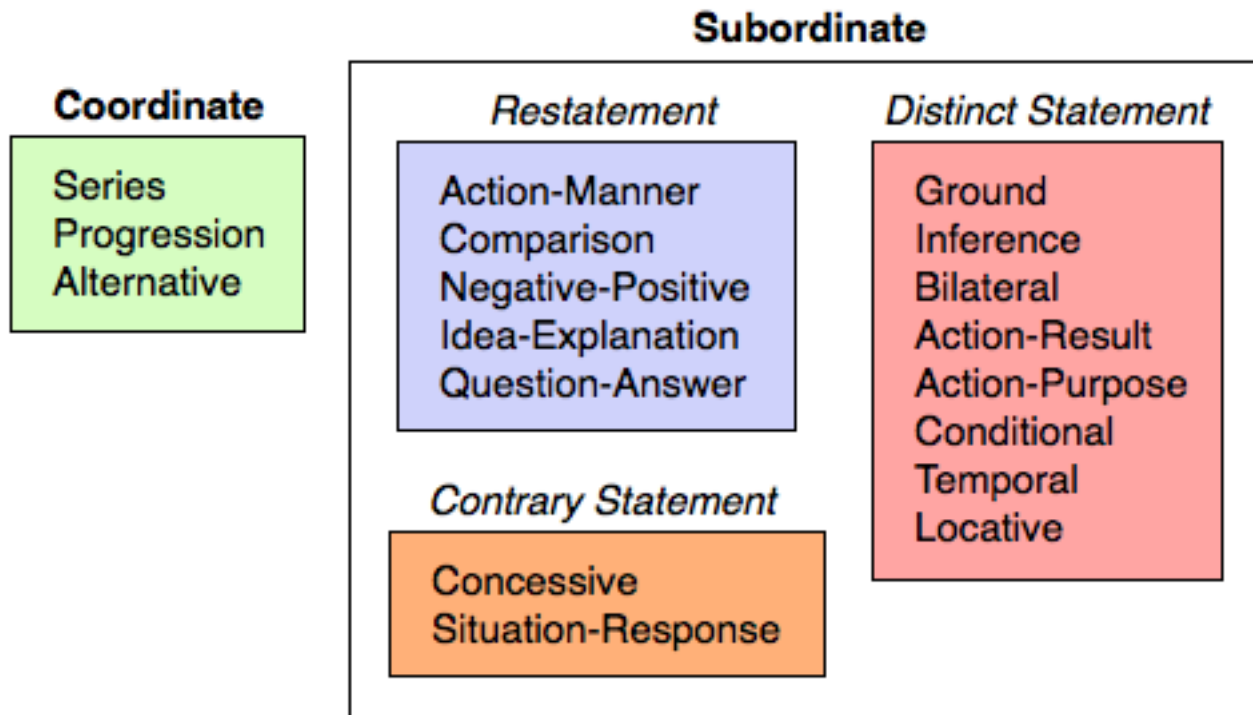 Subordinate
Coordinate
Series
Progression
Alternative
Restatement
Action-Manner
Comparison
Negative-Positive
Idea-Explanation
Question-Answer
Contrary Statement
Concessive
Situation-Response
Distinct Statement
Ground
Inference
Bilateral
Action-Result
Action-Purpose
Conditional
Temporal
Locative